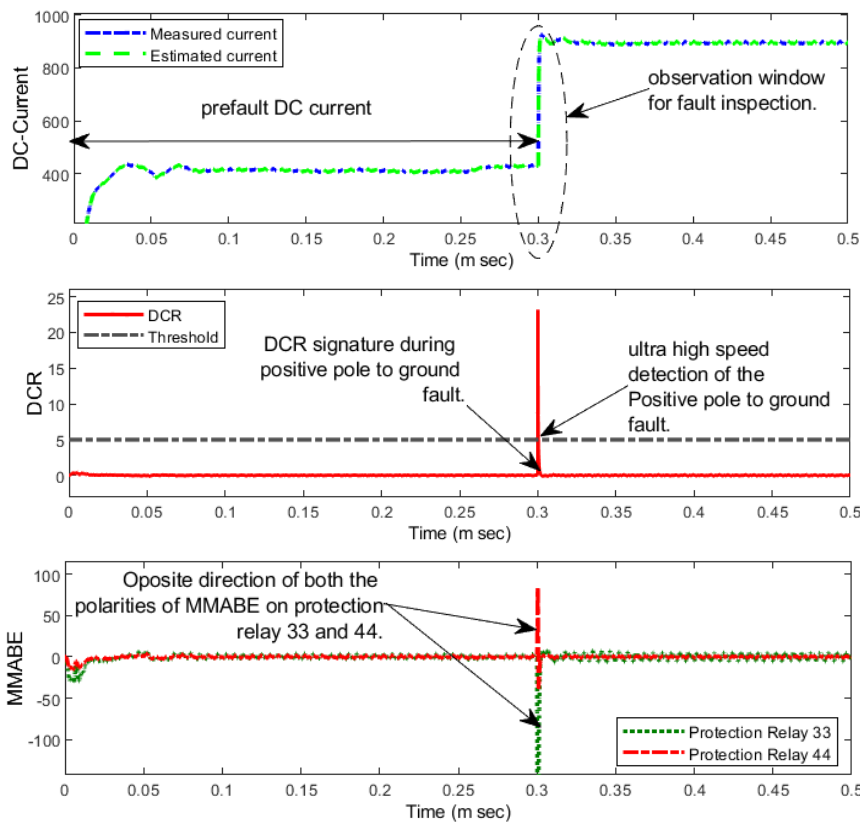 1000
800
600
400
DC-Current
Measured current
Estimated current
prefault DC current
observation window
for fault inspection.
0
0.05
0.1
0.15
0.2
0.25
0.3
0.35
0.4
0.45
0.5
Time (m sec)
25
20
15
10
5
0
DCR
DCR
Threshold
DCR signature during
positive pole to ground
fault.
ultra high speed
detection of the
Positive pole to ground
fault.
0
0.05
0.1
0.15
0.2
0.25
0.3
0.35
0.4
0.45
0.5
Time (m sec)
100
50
0
-50
-100
MMABE
Oposite direction of both the
polarities of MMABE on protection
relay 33 and 44.
Protection Relay 33
Protection Relay 44
0
0.05
0.1
0.15
0.2
0.25
0.3
0.35
0.4
0.45
0.5
Time (m sec)